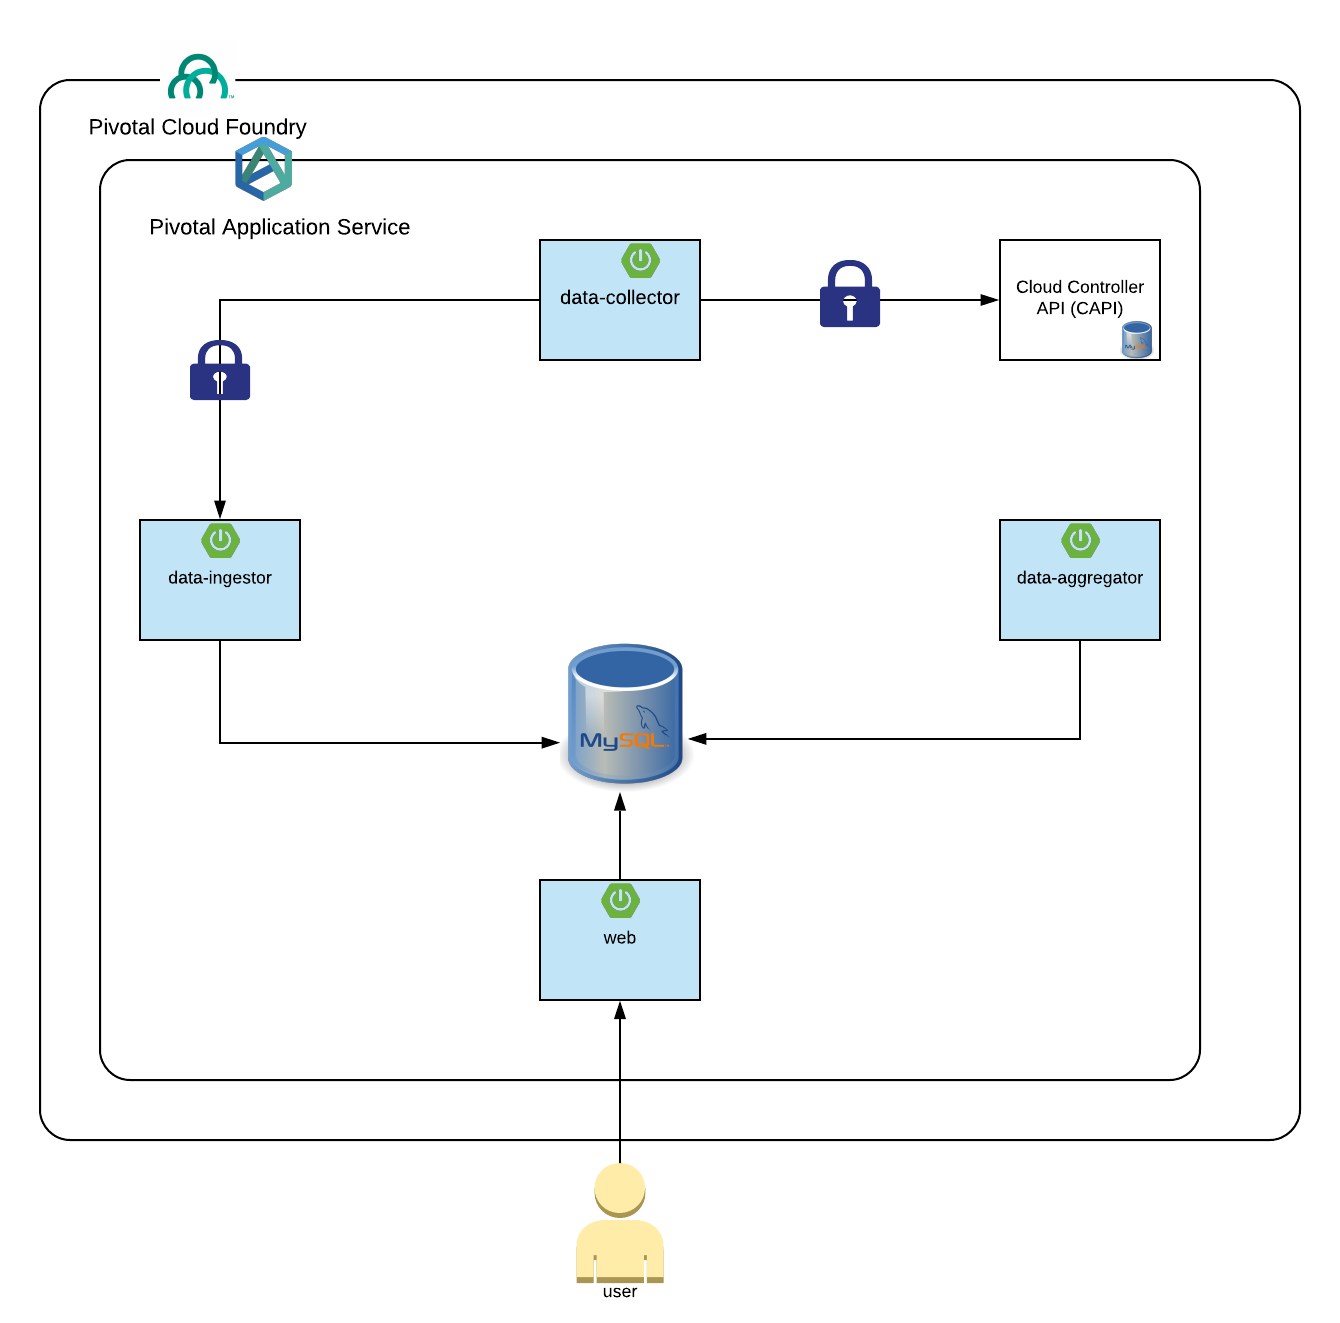 Pivotal Cloud Foundry
Pivotal Application Service
data-collector
Cloud Controller
API (CAPI)
MySQL
data-ingestor
data-aggregator
MySQL
web
user